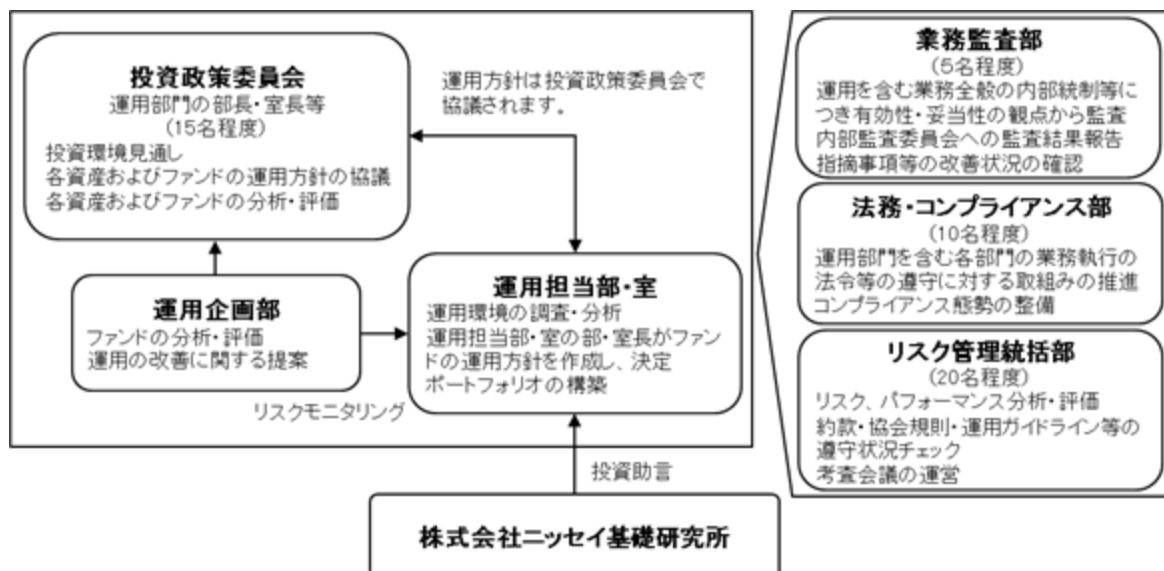 投資政策委員会
運用部門の部長・室長等
(15名程度)
投資環境見通し
各資産およびファンドの運用方針の協議
各資産およびファンドの分析・評価
運用方針は投資政策委員会で
協議されます。
運用企画部
ファンドの分析・評価
運用の改善に関する提案
リスクモニタリング
運用担当部・室
運用環境の調査・分析
運用担当部・室の部・室長がファン
ドの運用方針を作成し、決定
ポートフォリオの構築
投資助言
株式会社ニッセイ基礎研究所
業務監査部
(5名程度)
運用を含む業務全般の内部統制等に
つき有効性・妥当性の観点から監査
内部監査委員会への監査結果報告
指摘事項等の改善状況の確認
法務・コンプライアンス部
(10名程度)
運用部門を含む各部門の業務執行の
法令等の遵守に対する取組みの推進
コンプライアンス態勢の整備
リスク管理統括部
(20名程度)
リスク、パフォーマンス分析・評価
約款・協会規則・運用ガイドライン等の
遵守状況チェック
考査会議の運営